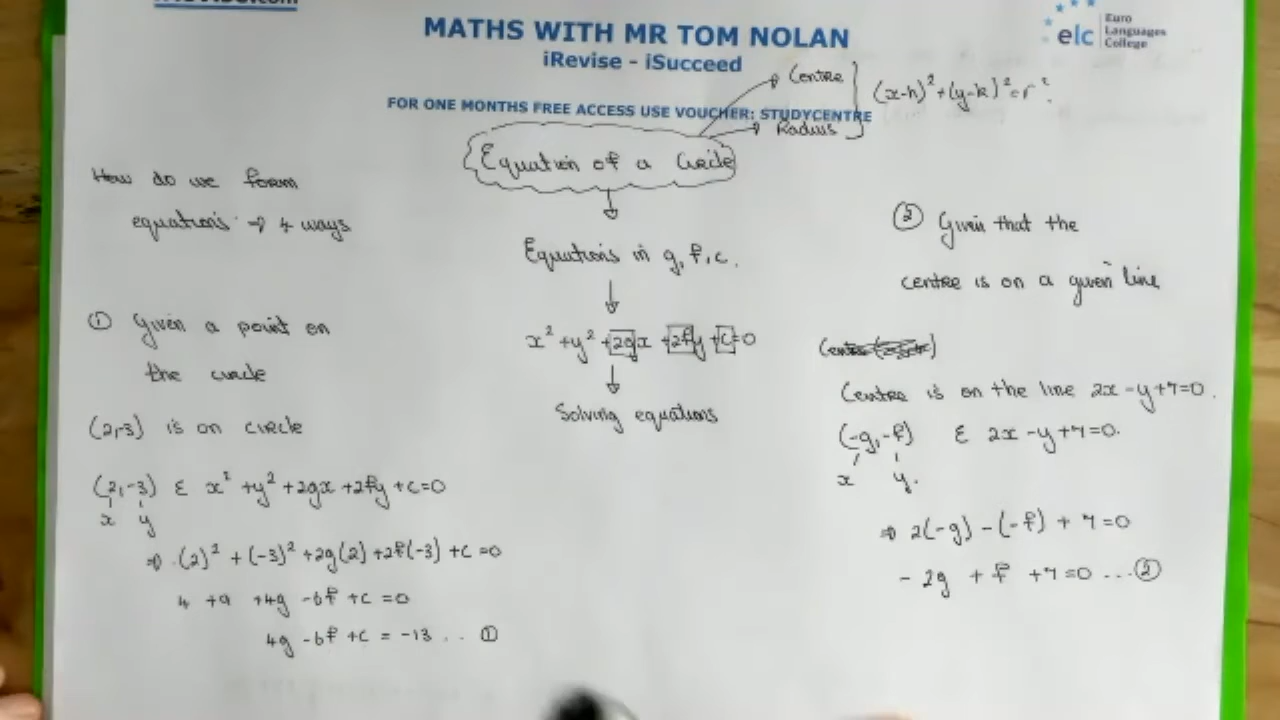 MATHS WITH MR TOM NOLAN
iRevise - iSucceed
elc Euro
Languages
College
FOR ONE MONTHS FREE ACCESS USE VOUCHER: STUDYCENTRE
Centre
Radius
(x-h)² + (y-k)² = r².
Equation of a Circle
Equations in g, f, c.
x² + y² + 2gx + 2fy + c = 0
Solving equations
How do we form
equations → 4 ways
① Given a point on
the circle
(2,-3) is on circle
(2,-3) ε x² + y² + 2gx + 2fy + c = 0
x y
⇒ (2)² + (-3)² + 2g(2) + 2f(-3) + c = 0
4 + 9 + 4g - 6f + c = 0
4g - 6f + c = -13 .. ①
② Given that the
centre is on a given line
Centre is on the line 2x - y + 7 = 0.
(-g, -f) ε 2x - y + 7 = 0.
x y.
⇒ 2(-g) - (-f) + 7 = 0
- 2g + f + 7 = 0 ... ②